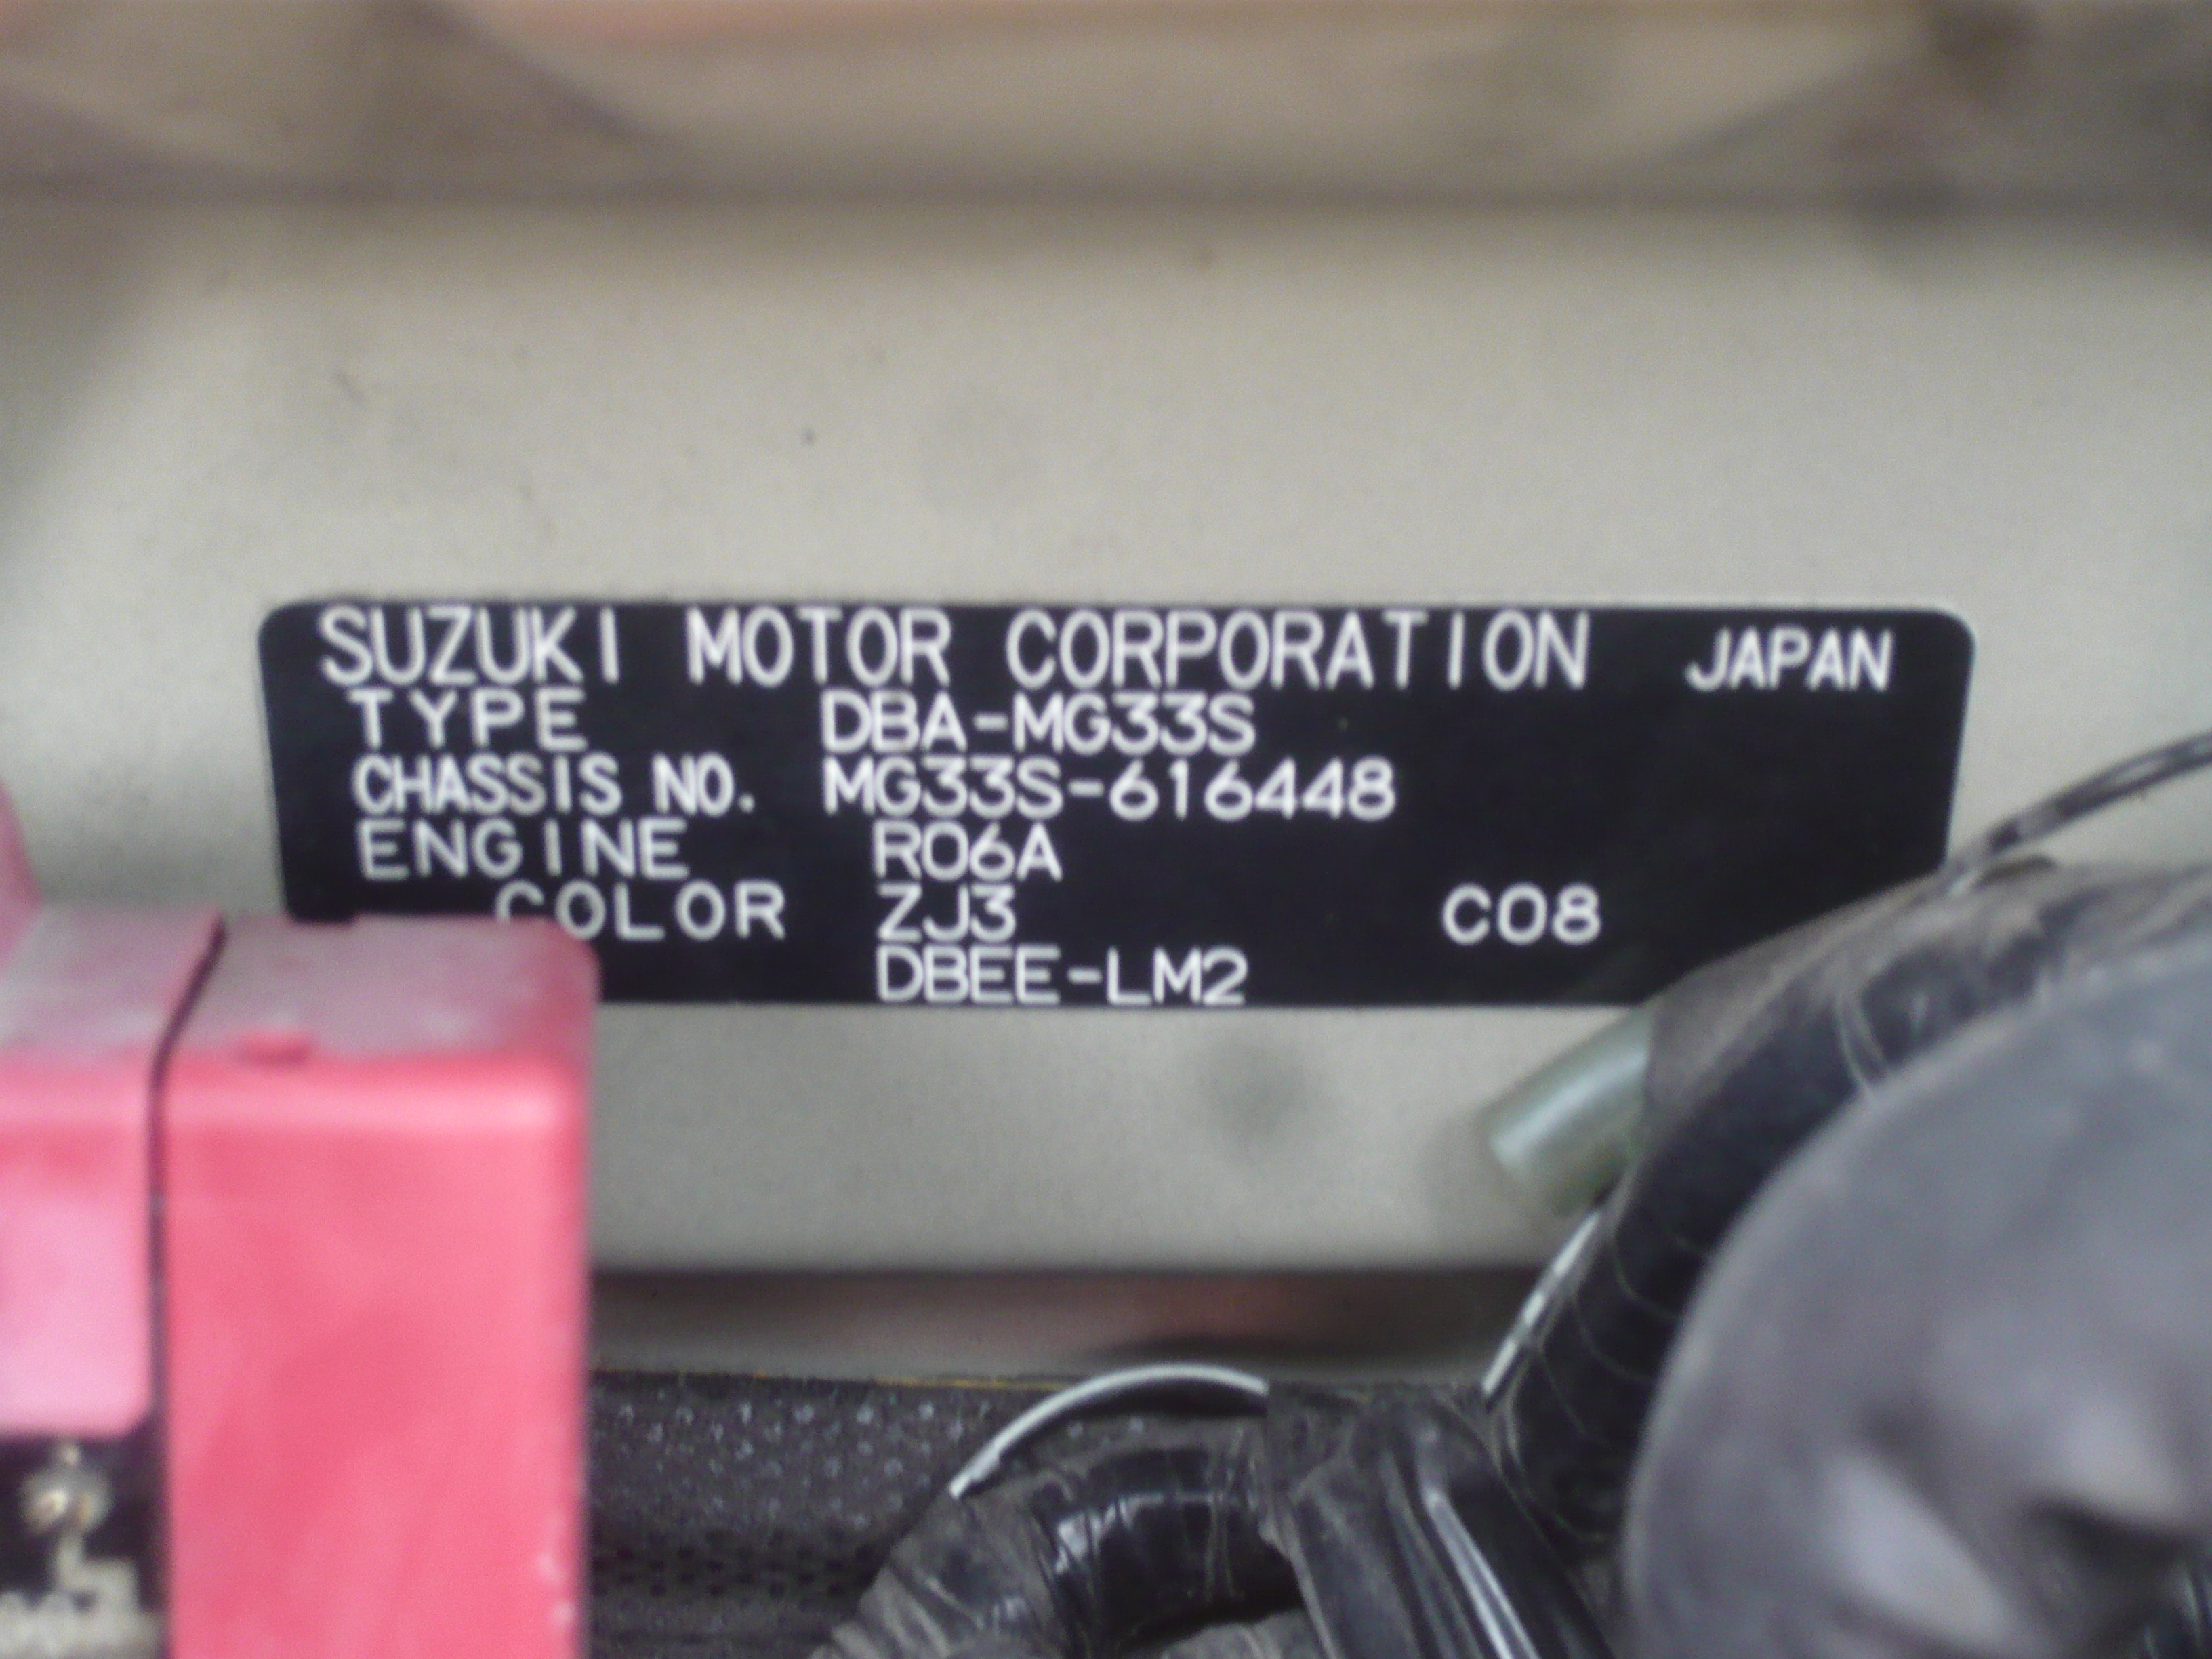 SUZUKI MOTOR CORPORATION JAPAN
TYPE DBA-MG33S
CHASSIS NO. MG33S-616448
ENGINE R06A
COLOR ZJ3 C08
DBEE-LM2